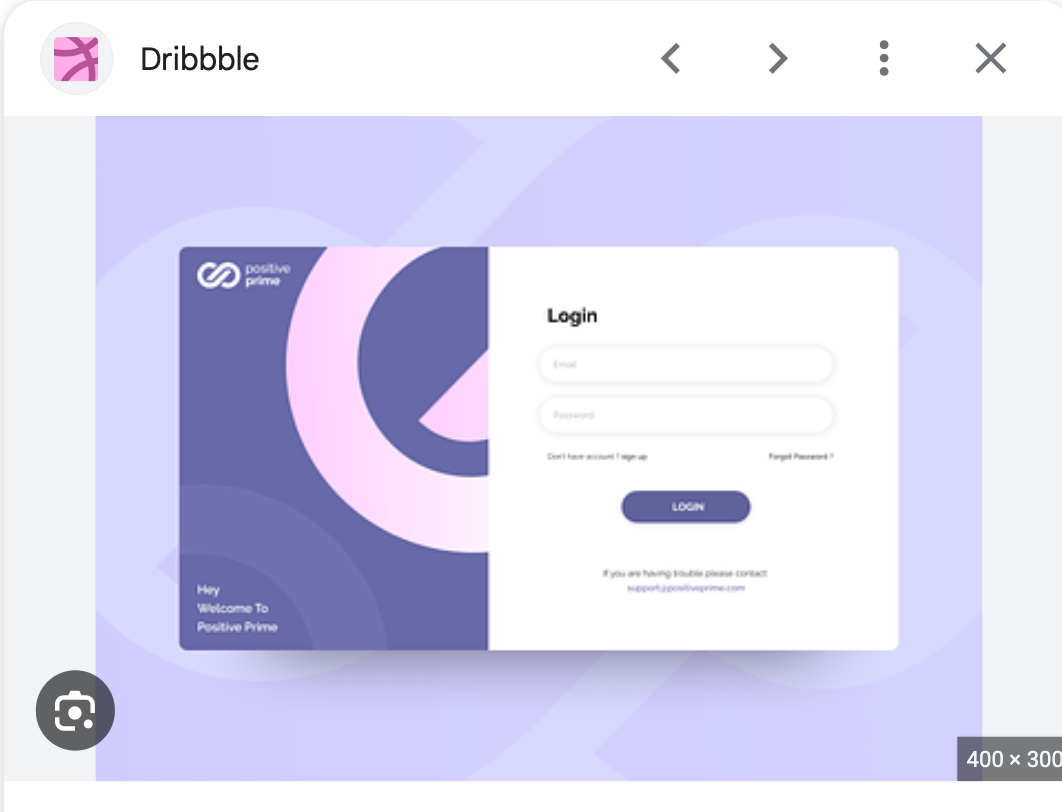 Dribbble
positive
prime
Login
Email
Password
Don't have account ? sign up
Forgot Password ?
LOGIN
If you are having trouble please contact
support@positiveprime.com
Hey
Welcome To
Positive Prime
400 × 300